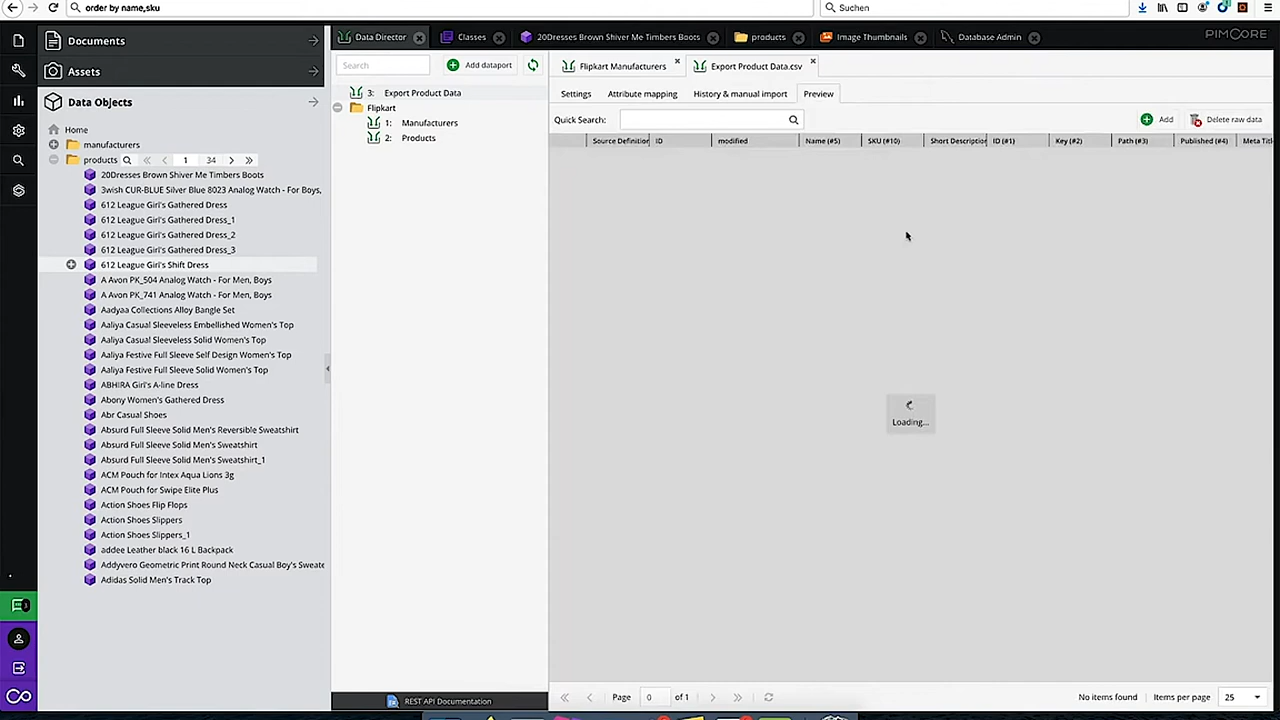 order by name,sku
Suchen
Documents
Assets
Data Objects
Home
manufacturers
products 1 34
20Dresses Brown Shiver Me Timbers Boots
3wish CUR-BLUE Silver Blue 8023 Analog Watch - For Boys,
612 League Girl's Gathered Dress
612 League Girl's Gathered Dress_1
612 League Girl's Gathered Dress_2
612 League Girl's Gathered Dress_3
612 League Girl's Shift Dress
A Avon PK_504 Analog Watch - For Men, Boys
A Avon PK_741 Analog Watch - For Men, Boys
Aadyaa Collections Alloy Bangle Set
Aaliya Casual Sleeveless Embellished Women's Top
Aaliya Casual Sleeveless Solid Women's Top
Aaliya Festive Full Sleeve Self Design Women's Top
Aaliya Festive Full Sleeve Solid Women's Top
ABHIRA Girl's A-line Dress
Abony Women's Gathered Dress
Abr Casual Shoes
Absurd Full Sleeve Solid Men's Reversible Sweatshirt
Absurd Full Sleeve Solid Men's Sweatshirt
Absurd Full Sleeve Solid Men's Sweatshirt_1
ACM Pouch for Intex Aqua Lions 3g
ACM Pouch for Swipe Elite Plus
Action Shoes Flip Flops
Action Shoes Slippers
Action Shoes Slippers_1
addee Leather black 16 L Backpack
Addyvero Geometric Print Round Neck Casual Boy's Sweate
Adidas Solid Men's Track Top
Data Director Classes 20Dresses Brown Shiver Me Timbers Boots products Image Thumbnails Database Admin PIMCORE
Search Add dataport
3: Export Product Data
Flipkart
1: Manufacturers
2: Products
REST API Documentation
Flipkart Manufacturers Export Product Data.csv
Settings Attribute mapping History & manual import Preview
Quick Search: Add Delete raw data
Source Definition ID modified Name (#5) SKU (#10) Short Description ID (#1) Key (#2) Path (#3) Published (#4) Meta Titl
Loading...
Page 0 of 1 No items found Items per page 25